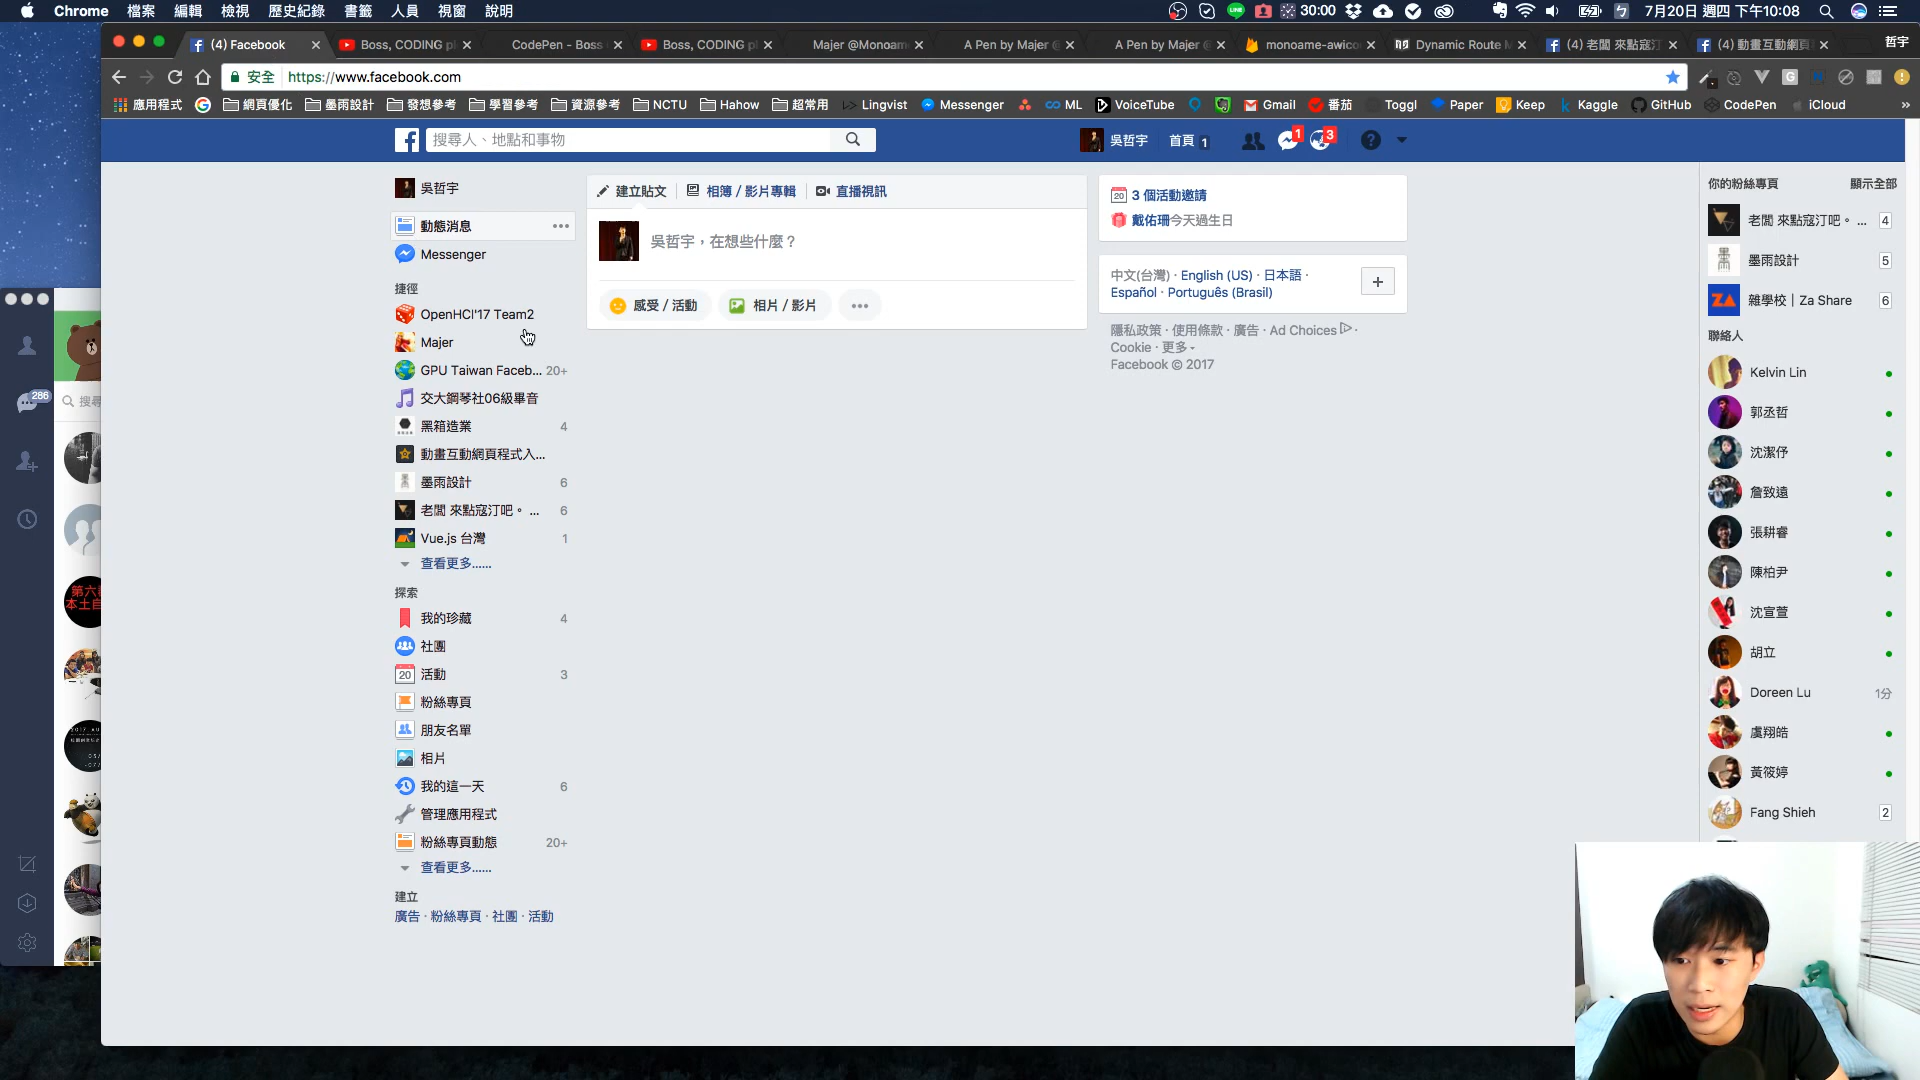 Chrome 檔案 編輯 檢視 歷史紀錄 書籤 人員 視窗 說明 30:00 7月20日 週四 下午10:08
(4) Facebook Boss, CODING pl CodePen - Boss Boss, CODING pl Majer @Monoam A Pen by Majer @ A Pen by Majer @ monoame-awico Dynamic Route M (4) 老闆 來點寇汀 (4) 動畫互動網頁 哲宇
安全 https://www.facebook.com
應用程式 網頁優化 墨雨設計 發想參考 學習參考 資源參考 NCTU Hahow 超常用 Lingvist Messenger ML VoiceTube Gmail 番茄 Toggl Paper Keep Kaggle GitHub CodePen iCloud »
搜尋人、地點和事物 吳哲宇 首頁 1 1 3
吳哲宇
動態消息
Messenger
捷徑
OpenHCI'17 Team2
Majer
GPU Taiwan Faceb... 20+
交大鋼琴社06級畢音
黑箱造業 4
動畫互動網頁程式入...
墨雨設計 6
老闆 來點寇汀吧。 ... 6
Vue.js 台灣 1
查看更多......
探索
我的珍藏 4
社團
20 活動 3
粉絲專頁
朋友名單
相片
我的這一天 6
管理應用程式
粉絲專頁動態 20+
查看更多......
建立
廣告 · 粉絲專頁 · 社團 · 活動
建立貼文 相簿 / 影片專輯 直播視訊
吳哲宇，在想些什麼？
感受 / 活動 相片 / 影片
20 3 個活動邀請
戴佑珊今天過生日
中文(台灣) · English (US) · 日本語 ·
Español · Português (Brasil)
隱私政策 · 使用條款 · 廣告 · Ad Choices ·
Cookie · 更多
Facebook © 2017
你的粉絲專頁 顯示全部
老闆 來點寇汀吧。 ... 4
墨雨設計 5
ZA 雜學校｜Za Share 6
聯絡人
Kelvin Lin
郭丞哲
沈潔伃
詹致遠
張耕睿
陳柏尹
沈宣萱
胡立
Doreen Lu 1分
虞翔皓
黃筱婷
Fang Shieh 2
286
搜尋
第六
本土自